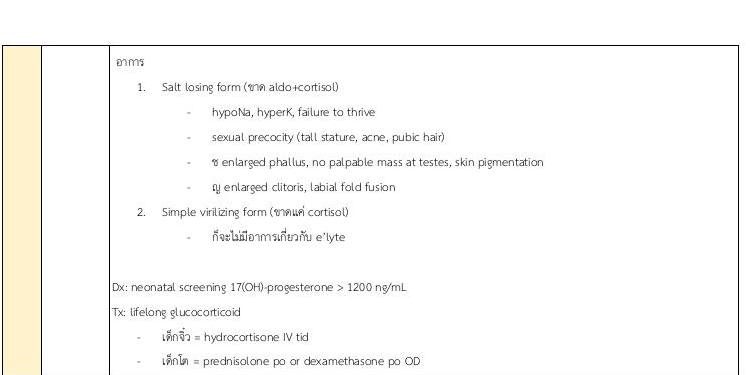 อาการ
1. Salt losing form (ขาด aldo+cortisol)
- hypoNa, hyperK, failure to thrive
- sexual precocity (tall stature, acne, pubic hair)
- ช enlarged phallus, no palpable mass at testes, skin pigmentation
- ญ enlarged clitoris, labial fold fusion
2. Simple virilizing form (ขาดแค่ cortisol)
- ก็จะไม่มีอาการเกี่ยวกับ e'lyte
Dx: neonatal screening 17(OH)-progesterone > 1200 ng/mL
Tx: lifelong glucocorticoid
- เด็กจิ๋ว = hydrocortisone IV tid
- เด็กโต = prednisolone po or dexamethasone po OD